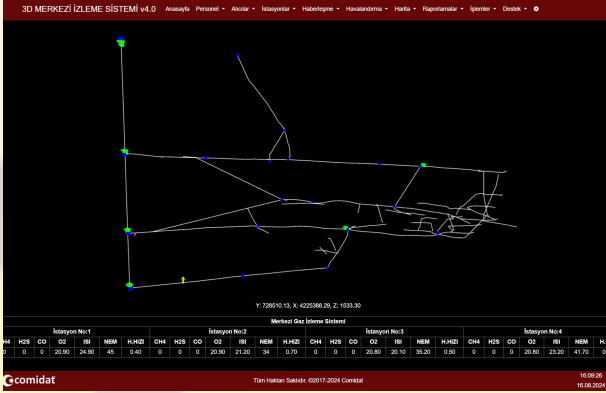 3D MERKEZİ İZLEME SİSTEMİ v4.0 Anasayfa Personel Alıcılar İstasyonlar Haberleşme Havalandırma Harita Raporlamalar İşlemler Destek
Y: 728510.13, X: 4225388.29, Z: 1533.30
Merkezi Gaz İzleme Sistemi
İstasyon No:1 İstasyon No:2 İstasyon No:3 İstasyon No:4
H4 H2S CO O2 ISI NEM H.HIZI CH4 H2S CO O2 ISI NEM H.HIZI CH4 H2S CO O2 ISI NEM H.HIZI CH4 H2S CO O2 ISI NEM H.
0 0 0 20.90 24.90 45 0.40 0 0 0 20.90 21.20 34 0.70 0 0 0 20.80 20.10 35.20 0.50 0 0 0 20.80 23.20 41.70 0
comidat Tüm Hakları Saklıdır. ©2017-2024 Comidat
16:09:26
16.08.2024